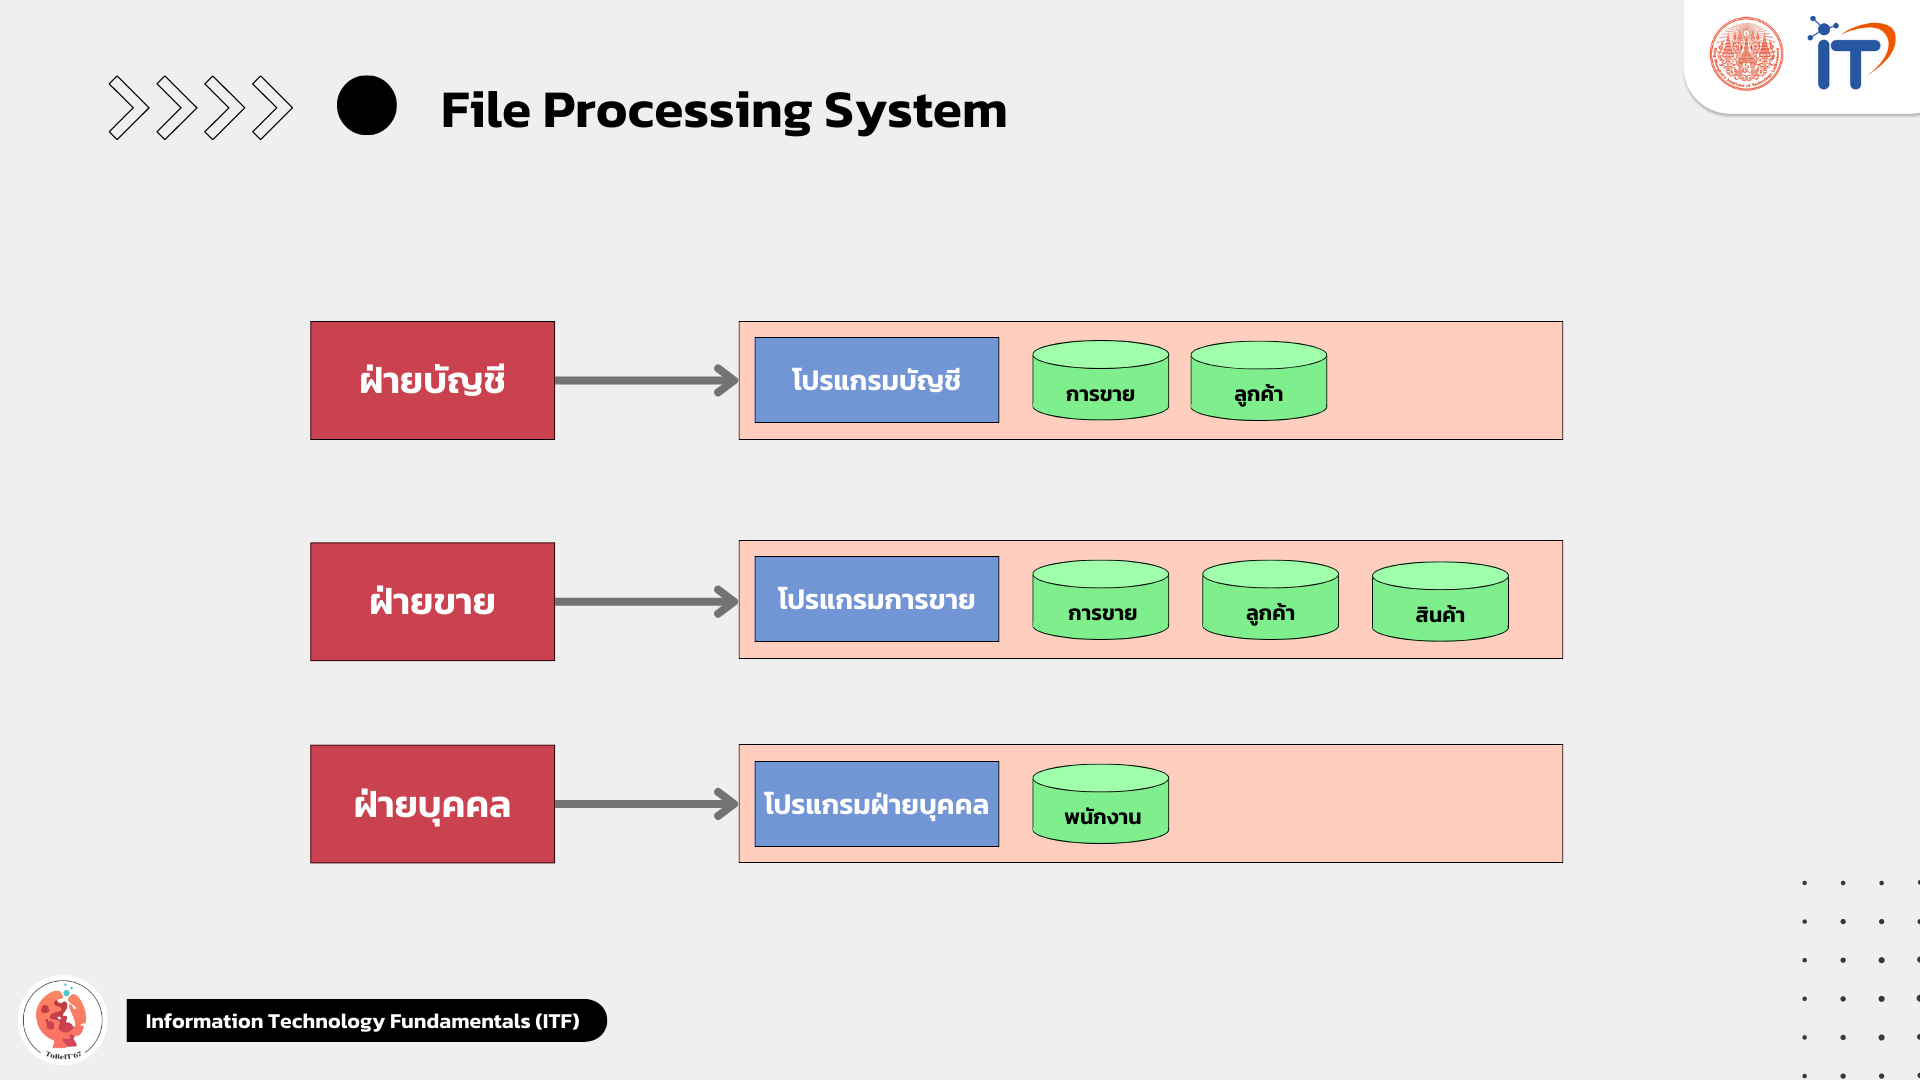 iT
File Processing System
ฝ่ายบัญชี
โปรแกรมบัญชี
การขาย
ลูกค้า
ฝ่ายขาย
โปรแกรมการขาย
การขาย
ลูกค้า
สินค้า
ฝ่ายบุคคล
โปรแกรมฝ่ายบุคคล
พนักงาน
ToBeIT'67
Information Technology Fundamentals (ITF)